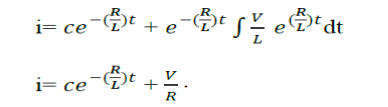 i= ce^{-(R/L)t} + e^{-(R/L)t} ∫ V/L e^{(R/L)t} dt
i= ce^{-(R/L)t} + V/R .